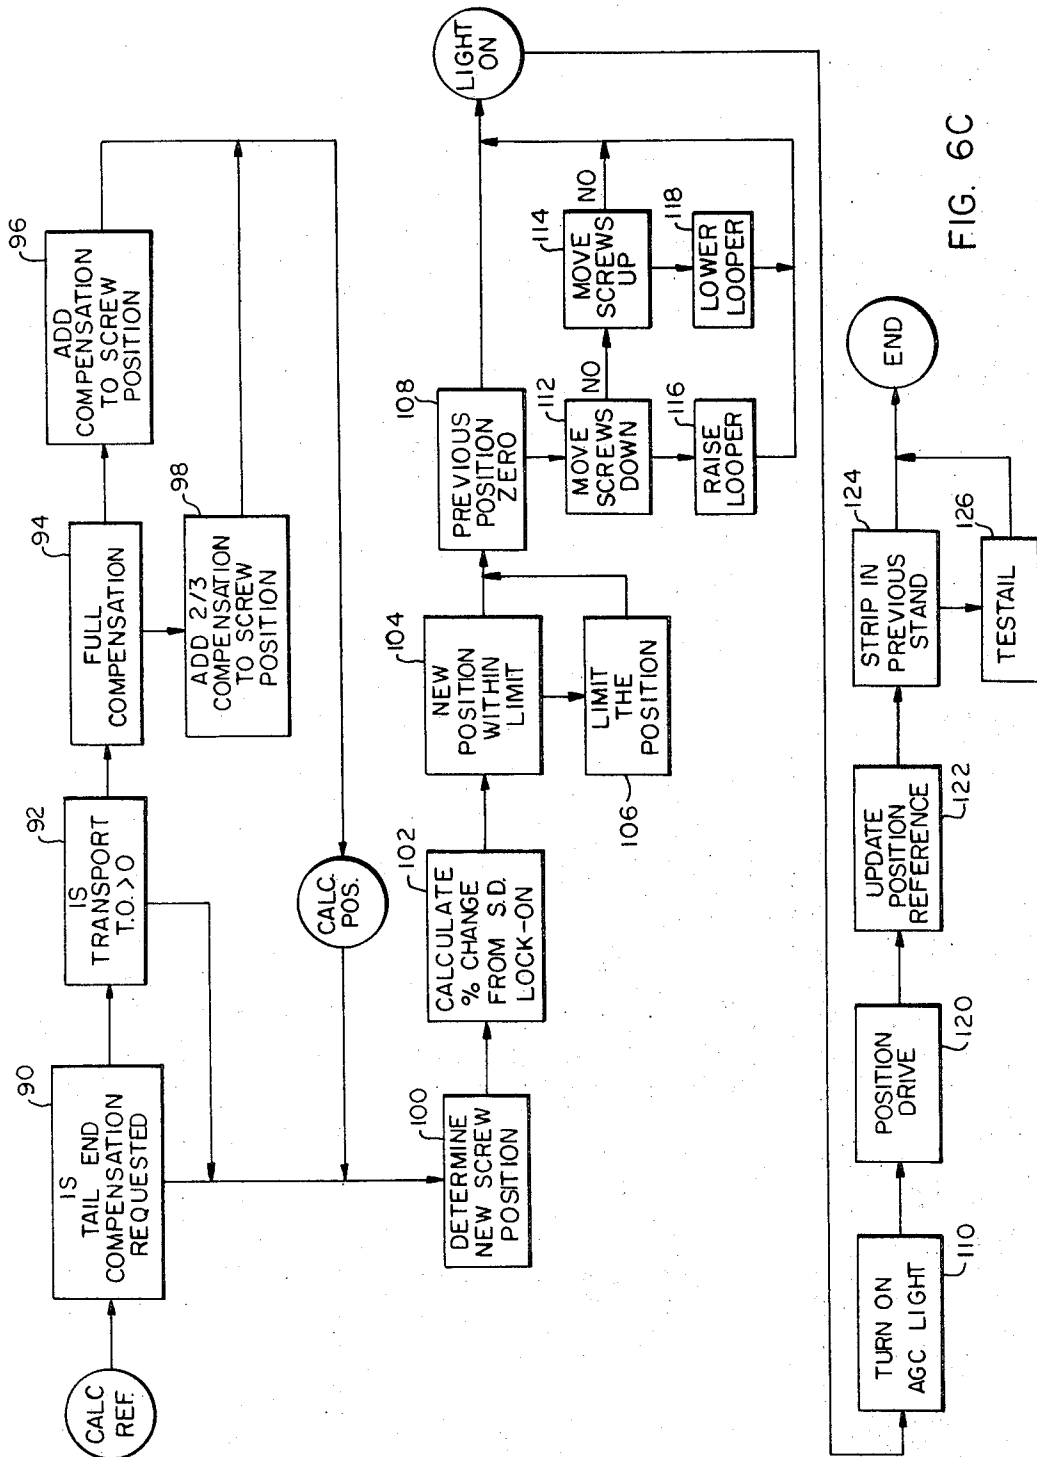 CALC
REF.
90
IS
TAIL END
COMPENSATION
REQUESTED
92
IS
TRANSPORT
T.O. > 0
94
FULL
COMPENSATION
96
ADD
COMPENSATION
TO SCREW
POSITION
98
ADD 2/3
COMPENSATION
TO SCREW
POSITION
CALC.
POS.
100
DETERMINE
NEW SCREW
POSITION
102
CALCULATE
% CHANGE
FROM S.D.
LOCK-ON
104
NEW
POSITION
WITHIN
LIMIT
106
LIMIT
THE
POSITION
108
PREVIOUS
POSITION
ZERO
112
MOVE
SCREWS
DOWN
NO
114
MOVE
SCREWS
UP
NO
116
RAISE
LOOPER
118
LOWER
LOOPER
LIGHT
ON
TURN ON
AGC LIGHT
110
POSITION
DRIVE
120
UPDATE
POSITION
REFERENCE
122
124
STRIP IN
PREVIOUS
STAND
126
TESTAIL
END
FIG. 6C